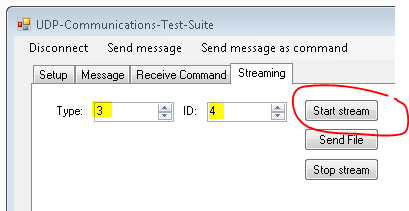 UDP-Communications-Test-Suite
Disconnect Send message Send message as command
Setup Message Receive Command Streaming
Type: 3 ID: 4 Start stream
Send File
Stop stream